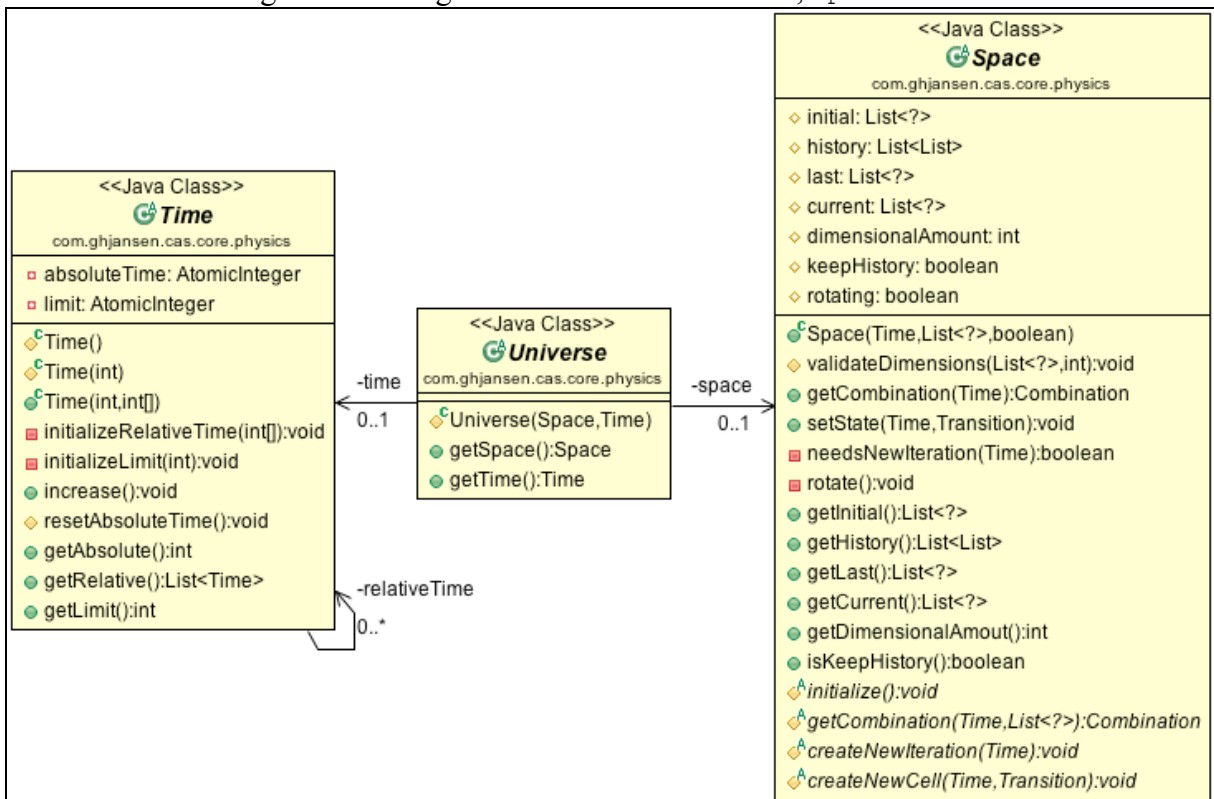 <<Java Class>>
Time
com.ghjansen.cas.core.physics
absoluteTime: AtomicInteger
limit: AtomicInteger
Time()
Time(int)
Time(int,int[])
initializeRelativeTime(int[]):void
initializeLimit(int):void
increase():void
resetAbsoluteTime():void
getAbsolute():int
getRelative():List<Time>
getLimit():int
-relativeTime
0..*
-time
0..1
<<Java Class>>
Universe
com.ghjansen.cas.core.physics
Universe(Space,Time)
getSpace():Space
getTime():Time
-space
0..1
<<Java Class>>
Space
com.ghjansen.cas.core.physics
initial: List<?>
history: List<List>
last: List<?>
current: List<?>
dimensionalAmount: int
keepHistory: boolean
rotating: boolean
Space(Time,List<?>,boolean)
validateDimensions(List<?>,int):void
getCombination(Time):Combination
setState(Time,Transition):void
needsNewIteration(Time):boolean
rotate():void
getInitial():List<?>
getHistory():List<List>
getLast():List<?>
getCurrent():List<?>
getDimensionalAmout():int
isKeepHistory():boolean
initialize():void
getCombination(Time,List<?>):Combination
createNewIteration(Time):void
createNewCell(Time,Transition):void